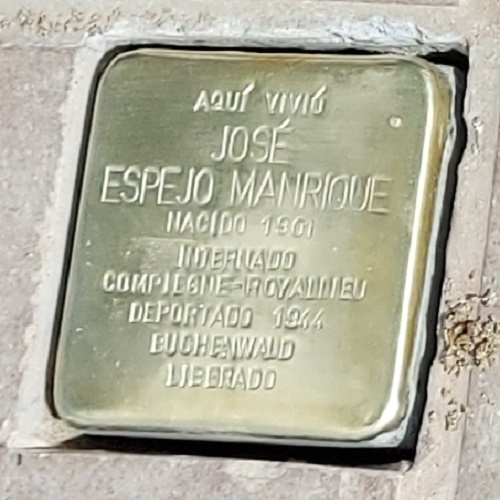 AQUÍ VIVIÓ
JOSÉ
ESPEJO MANRIQUE
NACIDO 1901
INTERNADO
COMPIEGNE-ROYALLIEU
DEPORTADO 1944
BUCHENWALD
LIBERADO